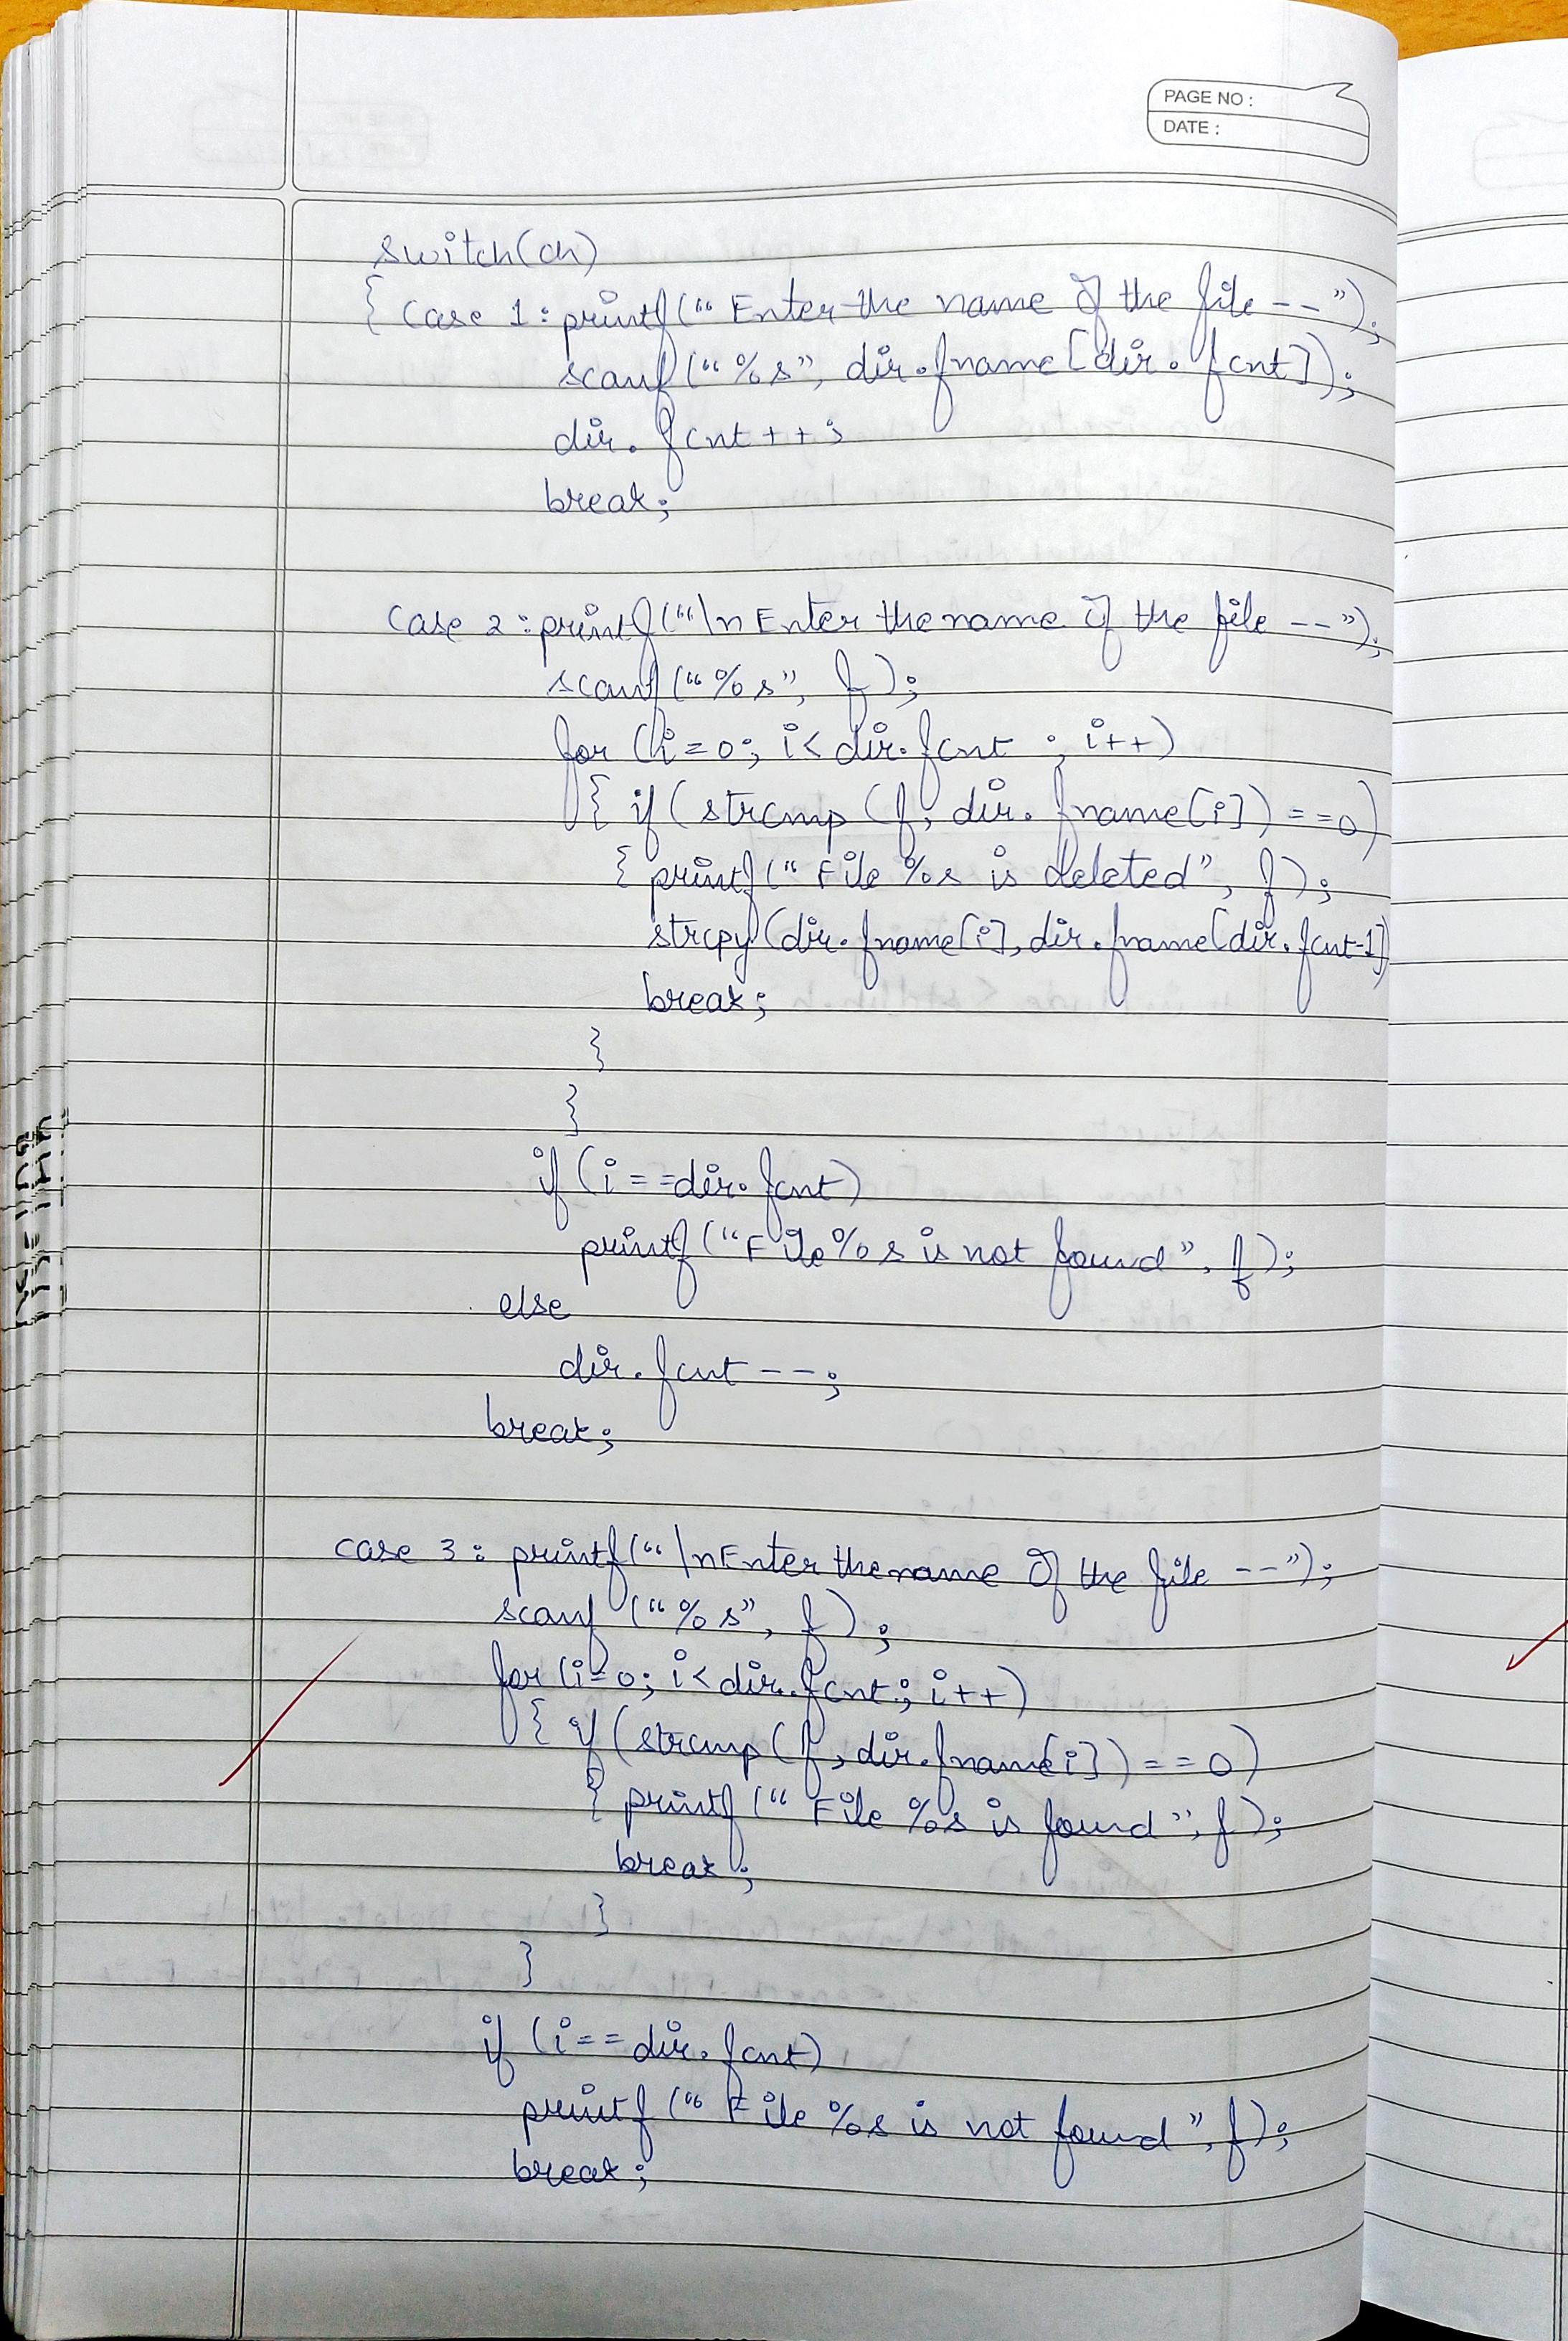 PAGE NO :
DATE :
switch(ch)
{ case 1 : printf(“ Enter the name of the file -- ”);
scanf (“ %s”, dir.fname[dir.fcnt]);
dir.fcnt++;
break;
case 2 : printf(“\n Enter the name of the file -- ”);
scanf (“%s”, f);
for (i=0; i< dir.fcnt ; i++)
{ if (strcmp (f, dir.fname[i]) ==0)
{ printf (“ File %s is deleted”, f);
strcpy(dir.fname[i], dir.fname[dir.fcnt-1]
break;
}
}
if (i==dir.fcnt)
printf (“File %s is not found”, f);
else
dir.fcnt --;
break;
case 3 : printf(“ \nEnter the name of the file -- ”);
scanf (“%s”, f);
for (i=0; i< dir.fcnt ; i++)
{ if (strcmp (f, dir.fname[i]) ==0)
{ printf (“ File %s is found ”, f);
break;
}
}
if (i==dir.fcnt)
printf (“ File %s is not found ”, f);
break;